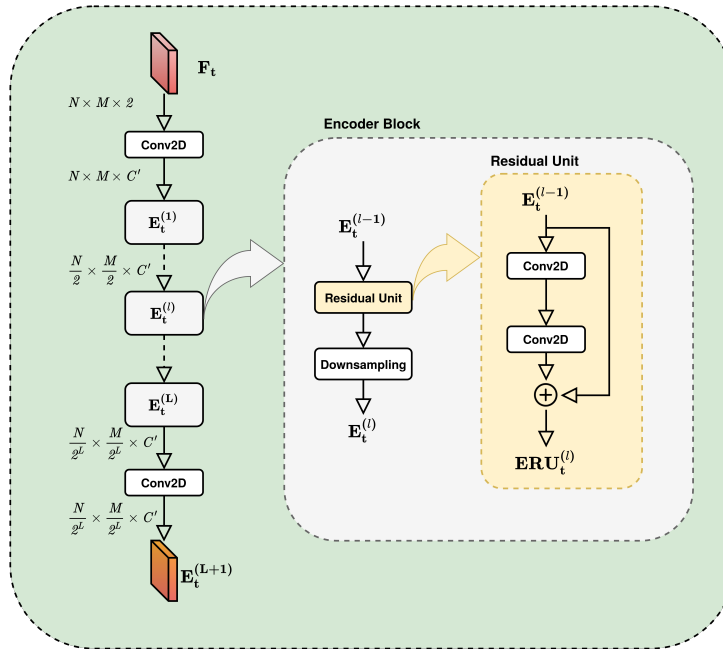 F_t
N × M × 2
Conv2D
N × M × C′
E_t^(1)
N/2 × M/2 × C′
E_t^(l)
E_t^(L)
N/2^L × M/2^L × C′
Conv2D
N/2^L × M/2^L × C′
E_t^(L+1)
Encoder Block
E_t^(l−1)
Residual Unit
Downsampling
E_t^(l)
Residual Unit
E_t^(l−1)
Conv2D
Conv2D
+
ERU_t^(l)